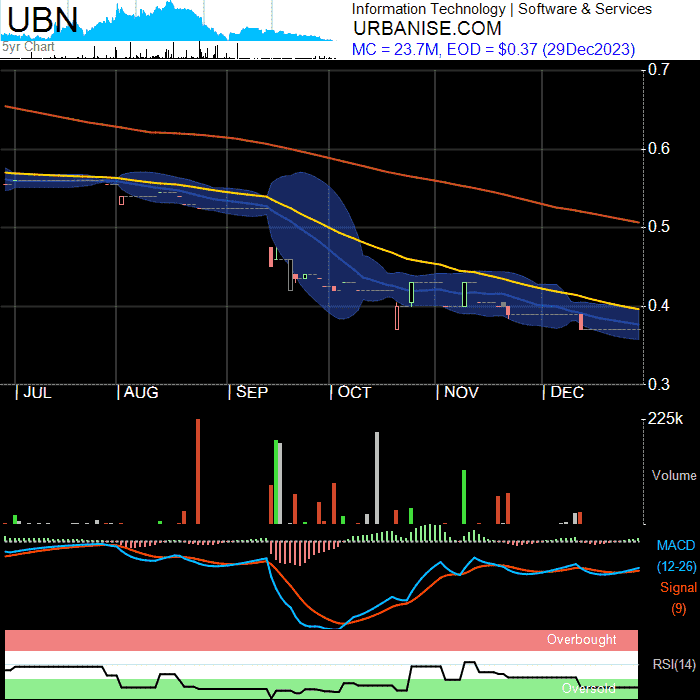 UBN
5yr Chart
Information Technology | Software & Services
URBANISE.COM
MC = 23.7M, EOD = $0.37 (29Dec2023)
0.7
0.6
0.5
0.4
0.3
| JUL | AUG | SEP | OCT | NOV | DEC
225k
Volume
MACD
(12-26)
Signal
(9)
Overbought
RSI(14)
Oversold